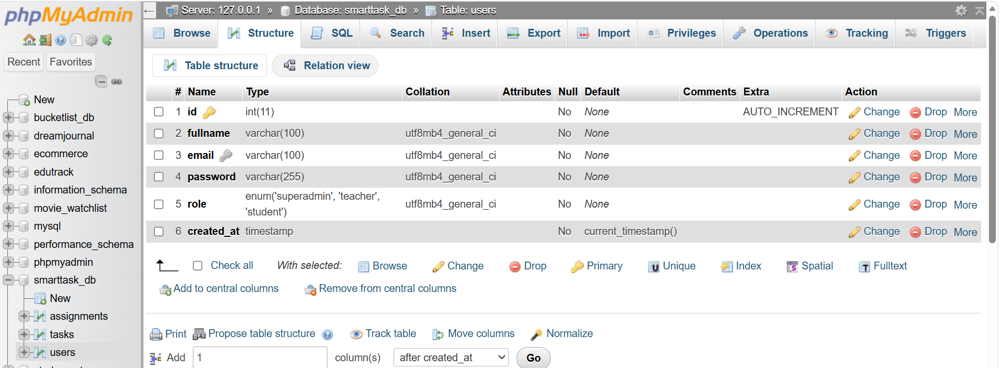 phpMyAdmin
Recent Favorites
New
bucketlist_db
dreamjournal
ecommerce
edutrack
information_schema
movie_watchlist
mysql
performance_schema
phpmyadmin
smarttask_db
New
assignments
tasks
users
Server: 127.0.0.1 » Database: smarttask_db » Table: users
Browse Structure SQL Search Insert Export Import Privileges Operations Tracking Triggers
Table structure Relation view
# Name Type Collation Attributes Null Default Comments Extra Action
1 id int(11) No None AUTO_INCREMENT Change Drop More
2 fullname varchar(100) utf8mb4_general_ci No None Change Drop More
3 email varchar(100) utf8mb4_general_ci No None Change Drop More
4 password varchar(255) utf8mb4_general_ci No None Change Drop More
5 role enum('superadmin', 'teacher', 'student') utf8mb4_general_ci No None Change Drop More
6 created_at timestamp No current_timestamp() Change Drop More
Check all With selected: Browse Change Drop Primary Unique Index Spatial Fulltext
Add to central columns Remove from central columns
Print Propose table structure Track table Move columns Normalize
Add 1 column(s) after created_at Go